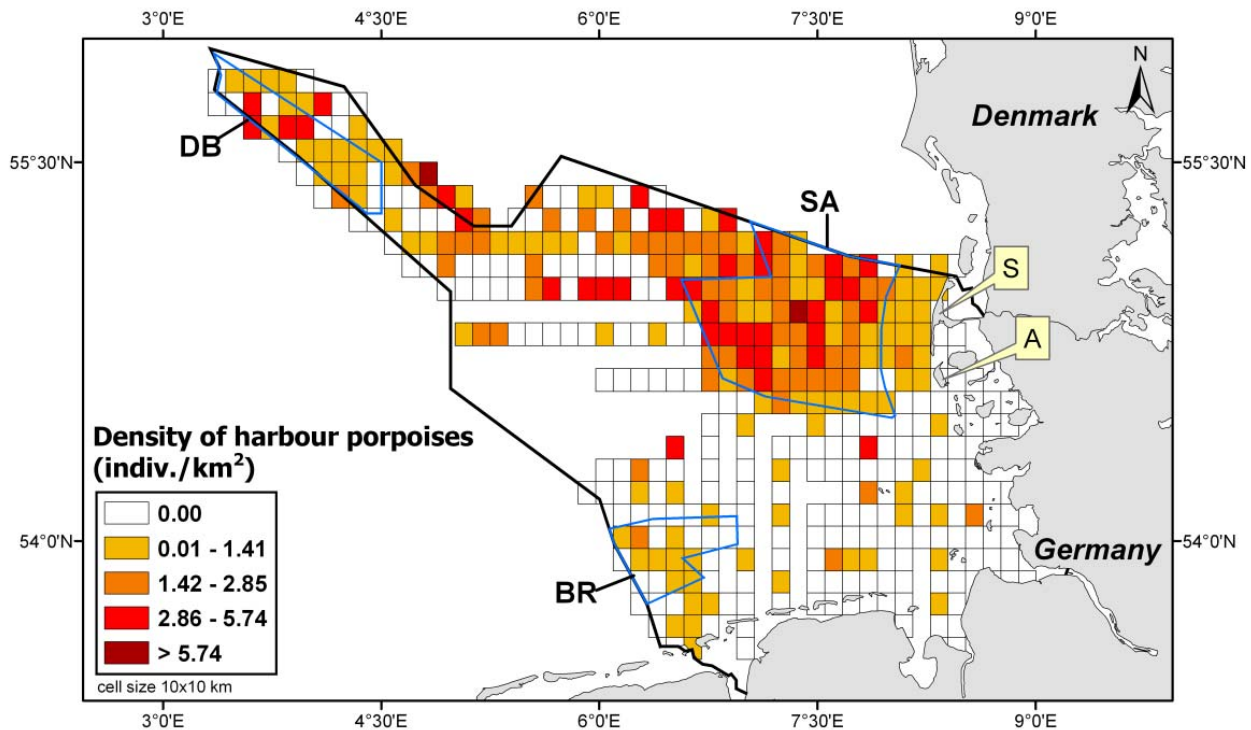 3°0'E 4°30'E 6°0'E 7°30'E 9°0'E
N
Denmark
DB
55°30'N 55°30'N
SA
S
A
Density of harbour porpoises
(indiv./km²)
0.00
0.01 - 1.41
1.42 - 2.85
2.86 - 5.74
> 5.74
cell size 10x10 km
54°0'N 54°0'N
Germany
BR
3°0'E 4°30'E 6°0'E 7°30'E 9°0'E